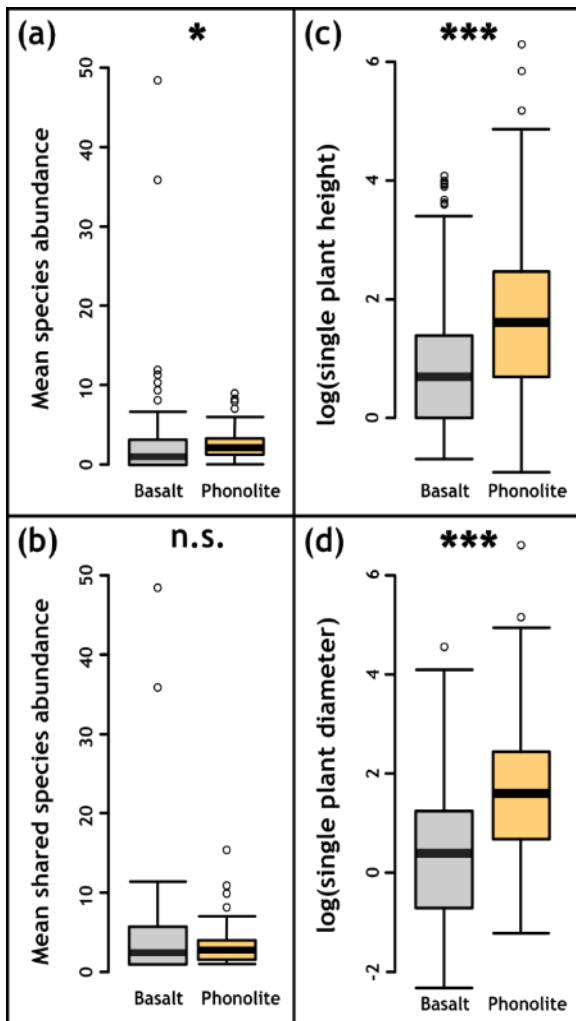 (a)
*
Mean species abundance
50
40
30
20
10
0
Basalt
Phonolite
(c)
***
log(single plant height)
6
4
2
0
Basalt
Phonolite
(b)
n.s.
Mean shared species abundance
50
40
30
20
10
0
Basalt
Phonolite
(d)
***
log(single plant diameter)
6
4
2
0
-2
Basalt
Phonolite